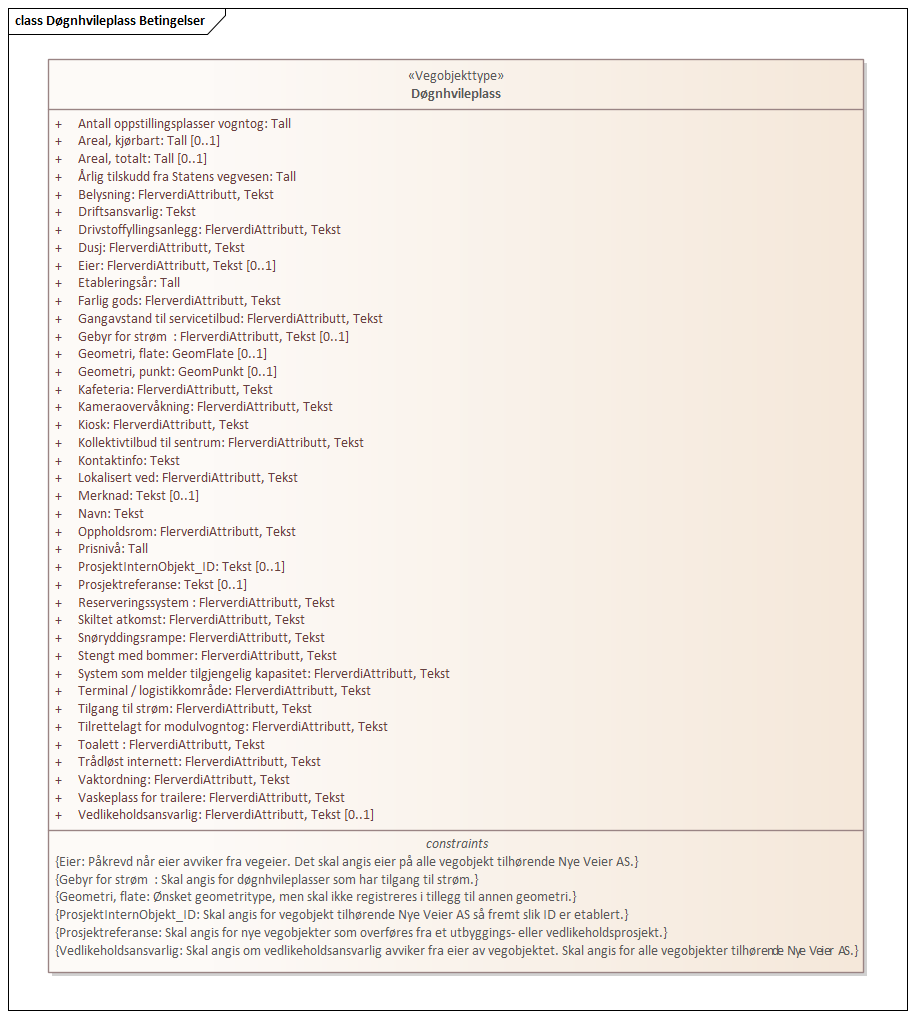 class Døgnhvileplass Betingelser
«Vegobjekttype»
Døgnhvileplass
+ Antall oppstillingsplasser vogntog: Tall
+ Areal, kjørbart: Tall [0..1]
+ Areal, totalt: Tall [0..1]
+ Årlig tilskudd fra Statens vegvesen: Tall
+ Belysning: FlerverdiAttributt, Tekst
+ Driftsansvarlig: Tekst
+ Drivstoffyllingsanlegg: FlerverdiAttributt, Tekst
+ Dusj: FlerverdiAttributt, Tekst
+ Eier: FlerverdiAttributt, Tekst [0..1]
+ Etableringsår: Tall
+ Farlig gods: FlerverdiAttributt, Tekst
+ Gangavstand til servicetilbud: FlerverdiAttributt, Tekst
+ Gebyr for strøm  : FlerverdiAttributt, Tekst [0..1]
+ Geometri, flate: GeomFlate [0..1]
+ Geometri, punkt: GeomPunkt [0..1]
+ Kafeteria: FlerverdiAttributt, Tekst
+ Kameraovervåkning: FlerverdiAttributt, Tekst
+ Kiosk: FlerverdiAttributt, Tekst
+ Kollektivtilbud til sentrum: FlerverdiAttributt, Tekst
+ Kontaktinfo: Tekst
+ Lokalisert ved: FlerverdiAttributt, Tekst
+ Merknad: Tekst [0..1]
+ Navn: Tekst
+ Oppholdsrom: FlerverdiAttributt, Tekst
+ Prisnivå: Tall
+ ProsjektInternObjekt_ID: Tekst [0..1]
+ Prosjektreferanse: Tekst [0..1]
+ Reserveringssystem : FlerverdiAttributt, Tekst
+ Skiltet atkomst: FlerverdiAttributt, Tekst
+ Snøryddingsrampe: FlerverdiAttributt, Tekst
+ Stengt med bommer: FlerverdiAttributt, Tekst
+ System som melder tilgjengelig kapasitet: FlerverdiAttributt, Tekst
+ Terminal / logistikkområde: FlerverdiAttributt, Tekst
+ Tilgang til strøm: FlerverdiAttributt, Tekst
+ Tilrettelagt for modulvogntog: FlerverdiAttributt, Tekst
+ Toalett : FlerverdiAttributt, Tekst
+ Trådløst internett: FlerverdiAttributt, Tekst
+ Vaktordning: FlerverdiAttributt, Tekst
+ Vaskeplass for trailere: FlerverdiAttributt, Tekst
+ Vedlikeholdsansvarlig: FlerverdiAttributt, Tekst [0..1]
constraints
{Eier: Påkrevd når eier avviker fra vegeier. Det skal angis eier på alle vegobjekt tilhørende Nye Veier AS.}
{Gebyr for strøm  : Skal angis for døgnhvileplasser som har tilgang til strøm.}
{Geometri, flate: Ønsket geometritype, men skal ikke registreres i tillegg til annen geometri.}
{ProsjektInternObjekt_ID: Skal angis for vegobjekt tilhørende Nye Veier AS så fremt slik ID er etablert.}
{Prosjektreferanse: Skal angis for nye vegobjekter som overføres fra et utbyggings- eller vedlikeholdsprosjekt.}
{Vedlikeholdsansvarlig: Skal angis om vedlikeholdsansvarlig avviker fra eier av vegobjektet. Skal angis for alle vegobjekter tilhørende Nye Veier AS.}